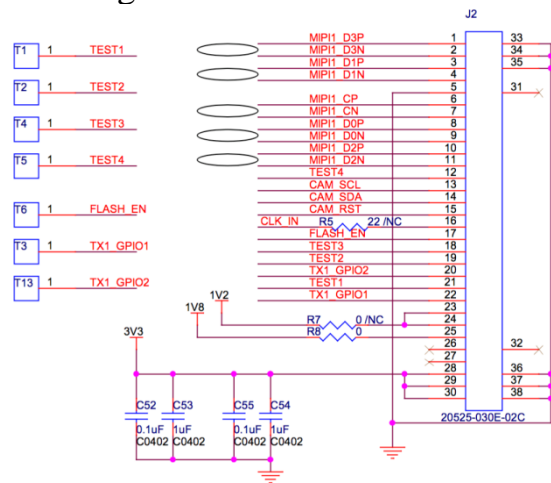 J2
T1 1 TEST1
T2 1 TEST2
T4 1 TEST3
T5 1 TEST4
T6 1 FLASH_EN
T3 1 TX1_GPIO1
T13 1 TX1_GPIO2
MIPI1_D3P 1 33
MIPI1_D3N 2 34
MIPI1_D1P 3 35
MIPI1_D1N 4
5 31
MIPI1_CP 6
MIPI1_CN 7
MIPI1_D0P 8
MIPI1_D0N 9
MIPI1_D2P 10
MIPI1_D2N 11
TEST4 12
CAM_SCL 13
CAM_SDA 14
CAM_RST 15
CLK_IN R5 22 /NC 16
FLASH_EN 17
TEST3 18
TEST2 19
TX1_GPIO2 20
TEST1 21
TX1_GPIO1 22
1V2 23
1V8 R7 0 /NC 24
R8 0 25
3V3 26 32
27
28 36
29 37
30 38
20525-030E-02C
C52 C53 C55 C54
0.1uF 1uF 0.1uF 1uF
C0402 C0402 C0402 C0402